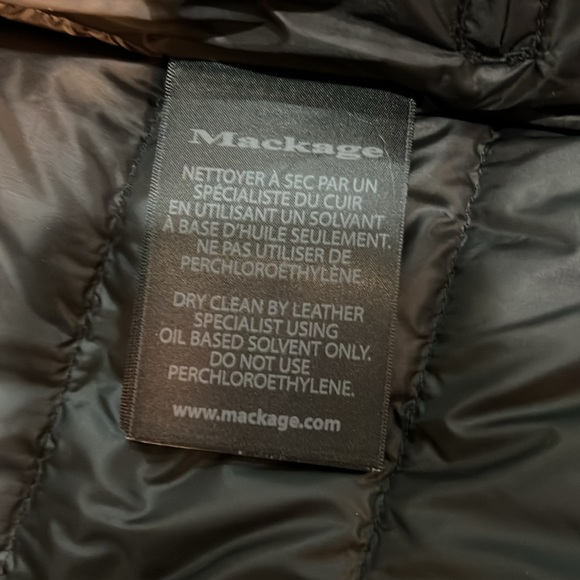 Mackage
NETTOYER À SEC PAR UN
SPÉCIALISTE DU CUIR
EN UTILISANT UN SOLVANT
À BASE D'HUILE SEULEMENT.
NE PAS UTILISER DE
PERCHLOROÉTHYLÈNE.
DRY CLEAN BY LEATHER
SPECIALIST USING
OIL BASED SOLVENT ONLY.
DO NOT USE
PERCHLOROETHYLENE.
www.mackage.com